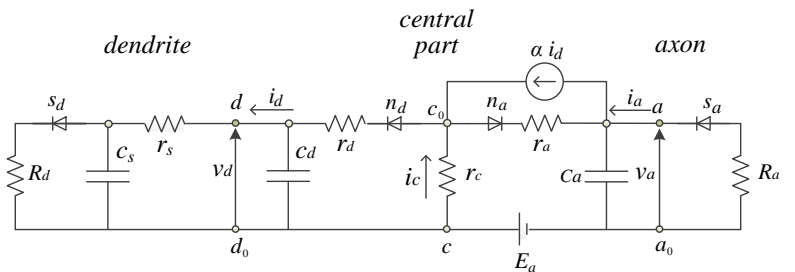 central
part
dendrite
axon
α i_d
s_d
d
i_d
n_d
c_0
n_a
i_a
a
s_a
R_d
c_s
r_s
v_d
c_d
r_d
i_c
r_c
r_a
C_a
v_a
R_a
d_0
c
E_a
a_0